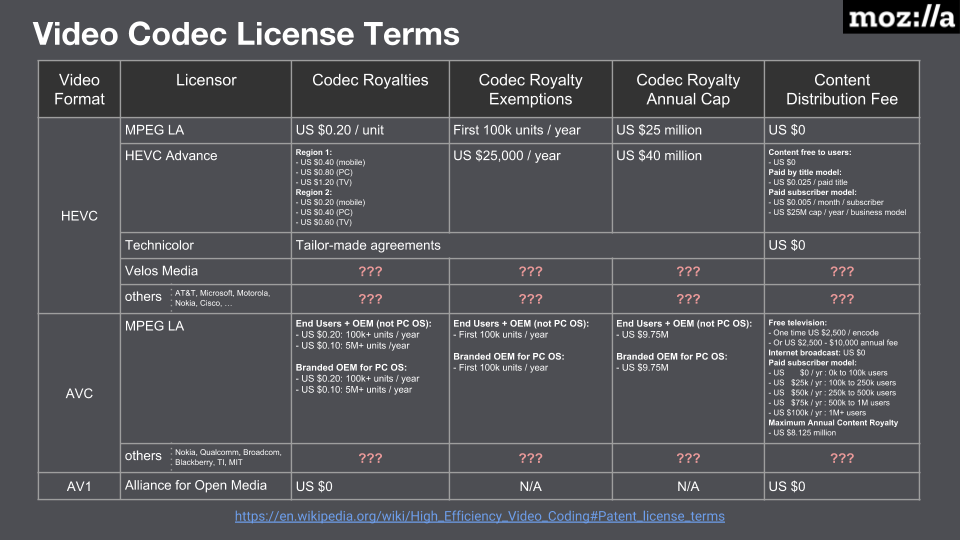 Video Codec License Terms
moz://a
Video Format
Licensor
Codec Royalties
Codec Royalty Exemptions
Codec Royalty Annual Cap
Content Distribution Fee
HEVC
MPEG LA
US $0.20 / unit
First 100k units / year
US $25 million
US $0
HEVC Advance
Region 1:
- US $0.40 (mobile)
- US $0.80 (PC)
- US $1.20 (TV)
Region 2:
- US $0.20 (mobile)
- US $0.40 (PC)
- US $0.60 (TV)
US $25,000 / year
US $40 million
Content free to users:
- US $0
Paid by title model:
- US $0.025 / paid title
Paid subscriber model:
- US $0.005 / month / subscriber
- US $25M cap / year / business model
Technicolor
Tailor-made agreements
US $0
Velos Media
???
???
???
???
others
AT&T, Microsoft, Motorola,
Nokia, Cisco, …
???
???
???
???
AVC
MPEG LA
End Users + OEM (not PC OS):
- US $0.20: 100k+ units / year
- US $0.10: 5M+ units /year
Branded OEM for PC OS:
- US $0.20: 100k+ units / year
- US $0.10: 5M+ units / year
End Users + OEM (not PC OS):
- First 100k units / year
Branded OEM for PC OS:
- First 100k units / year
End Users + OEM (not PC OS):
- US $9.75M
Branded OEM for PC OS:
- US $9.75M
Free television:
- One time US $2,500 / encode
- Or US $2,500 - $10,000 annual fee
Internet broadcast: US $0
Paid subscriber model:
- US $0 / yr : 0k to 100k users
- US $25k / yr : 100k to 250k users
- US $50k / yr : 250k to 500k users
- US $75k / yr : 500k to 1M users
- US $100k / yr : 1M+ users
Maximum Annual Content Royalty
- US $8.125 million
others
Nokia, Qualcomm, Broadcom,
Blackberry, TI, MIT
???
???
???
???
AV1
Alliance for Open Media
US $0
N/A
N/A
US $0
https://en.wikipedia.org/wiki/High_Efficiency_Video_Coding#Patent_license_terms